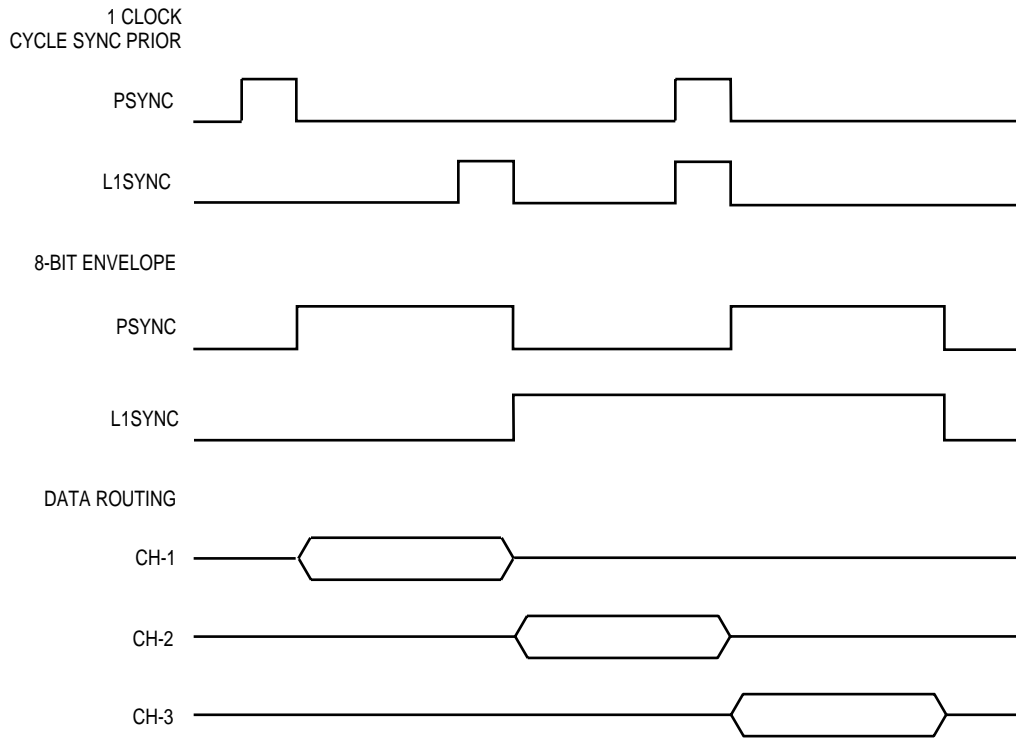 1 CLOCK
CYCLE SYNC PRIOR
PSYNC
L1SYNC
8-BIT ENVELOPE
PSYNC
L1SYNC
DATA ROUTING
CH-1
CH-2
CH-3